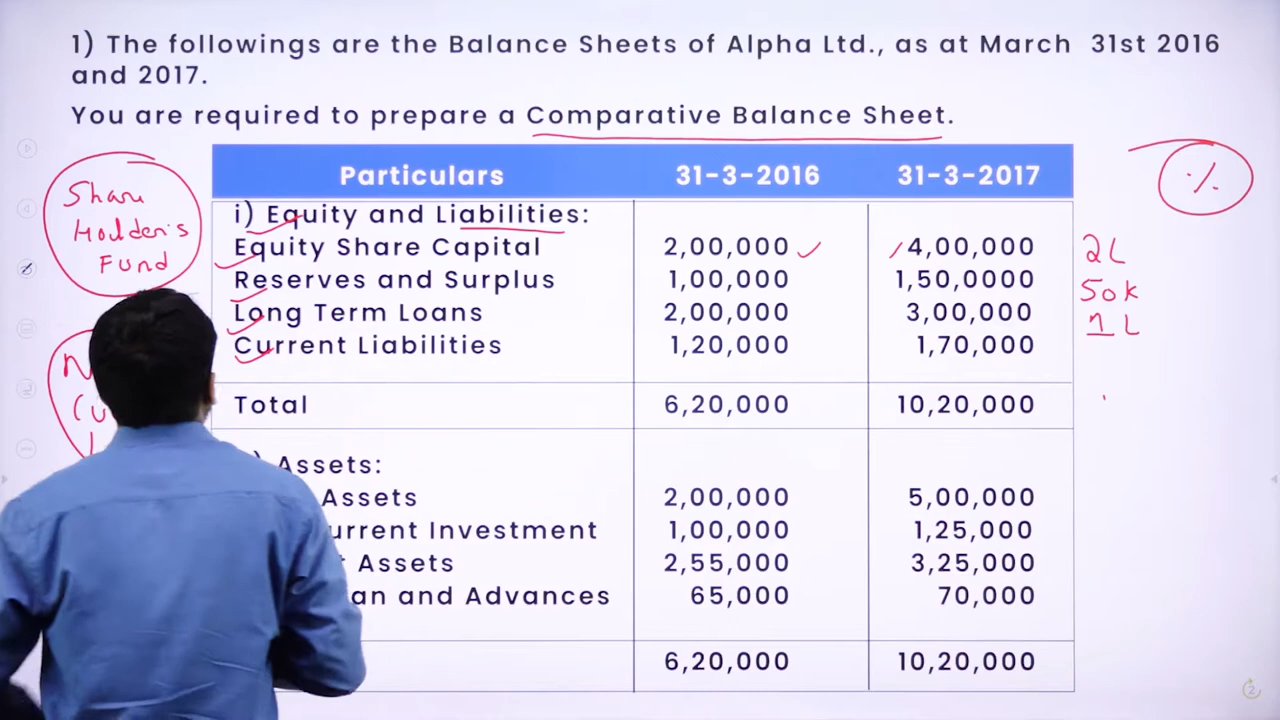 1) The followings are the Balance Sheets of Alpha Ltd., as at March 31st 2016
and 2017.
You are required to prepare a Comparative Balance Sheet.
Particulars 31-3-2016 31-3-2017
i) Equity and Liabilities:
Equity Share Capital 2,00,000 4,00,000 2L
Reserves and Surplus 1,00,000 1,50,0000 50k
Long Term Loans 2,00,000 3,00,000 1L
Current Liabilities 1,20,000 1,70,000
Total 6,20,000 10,20,000
Assets:
Assets 2,00,000 5,00,000
Investment 1,00,000 1,25,000
Assets 2,55,000 3,25,000
and Advances 65,000 70,000
6,20,000 10,20,000
Share
Holder's
Fund
%
2